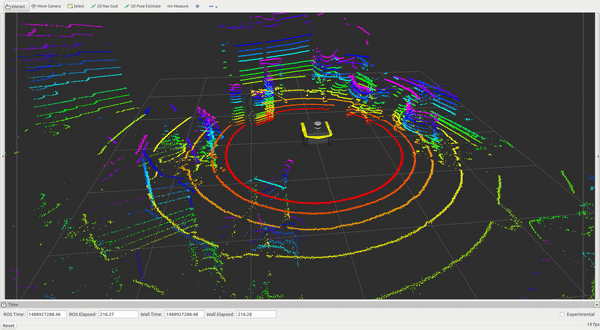 Interact Move Camera Select 2D Nav Goal 2D Pose Estimate Measure
Time
ROS Time: 1488927288.46 ROS Elapsed: 216.27 Wall Time: 1488927288.48 Wall Elapsed: 216.28 Experimental
Reset 19 fps